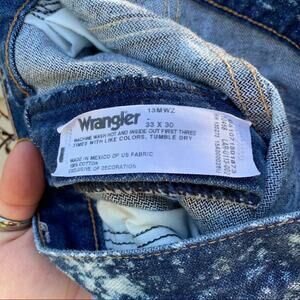 13MWZ
Wrangler
33 X 30
MACHINE WASH HOT AND INSIDE OUT FIRST THREE
TIMES WITH LIKE COLORS, TUMBLE DRY
MADE IN MEXICO OF US FABRIC
100% COTTON
EXCLUSIVE OF DECORATION